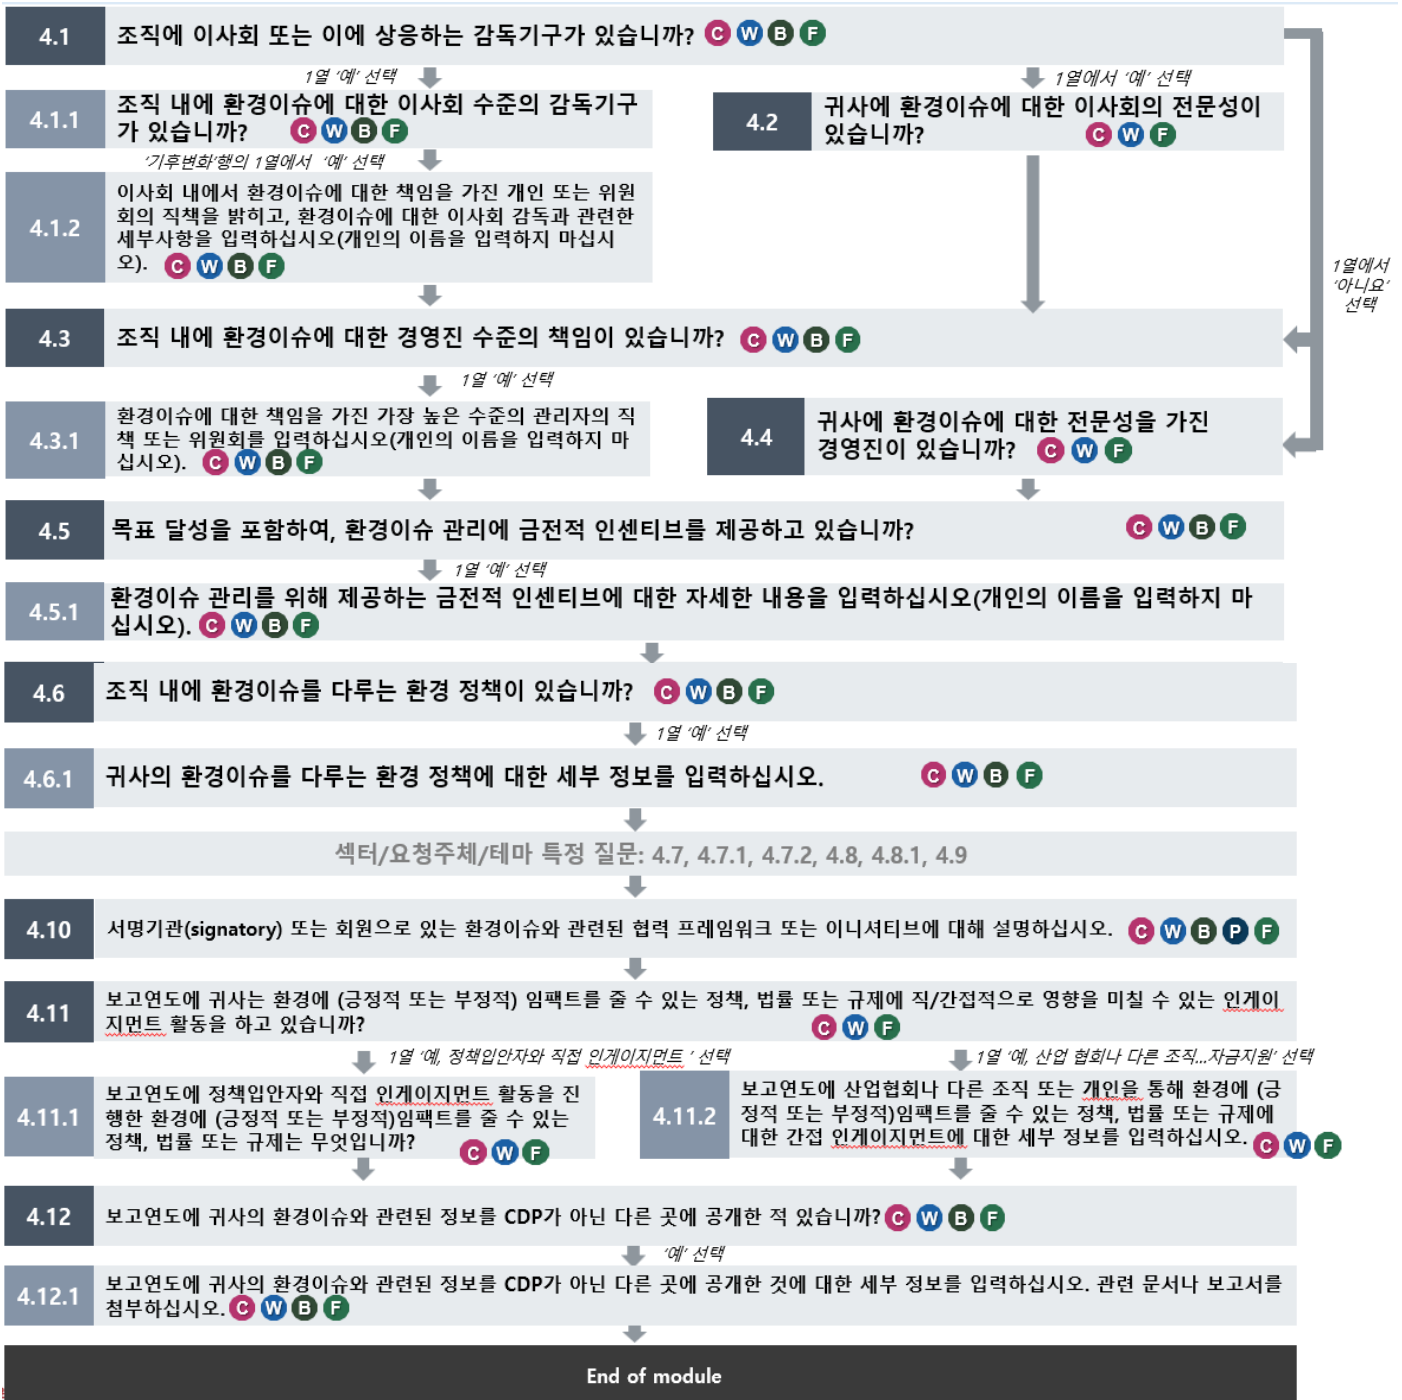 4.1
조직에 이사회 또는 이에 상응하는 감독기구가 있습니까? C W B F
1열 '예' 선택
1열에서 '예' 선택
4.1.1
조직 내에 환경이슈에 대한 이사회 수준의 감독기구
가 있습니까? C W B F
4.2
귀사에 환경이슈에 대한 이사회의 전문성이
있습니까? C W F
'기후변화'행의 1열에서 '예' 선택
4.1.2
이사회 내에서 환경이슈에 대한 책임을 가진 개인 또는 위원
회의 직책을 밝히고, 환경이슈에 대한 이사회 감독과 관련한
세부사항을 입력하십시오(개인의 이름을 입력하지 마십시
오). C W B F
1열에서
'아니요'
선택
4.3
조직 내에 환경이슈에 대한 경영진 수준의 책임이 있습니까? C W B F
1열 '예' 선택
4.3.1
환경이슈에 대한 책임을 가진 가장 높은 수준의 관리자의 직
책 또는 위원회를 입력하십시오(개인의 이름을 입력하지 마
십시오). C W B F
4.4
귀사에 환경이슈에 대한 전문성을 가진
경영진이 있습니까? C W F
4.5
목표 달성을 포함하여, 환경이슈 관리에 금전적 인센티브를 제공하고 있습니까? C W B F
1열 '예' 선택
4.5.1
환경이슈 관리를 위해 제공하는 금전적 인센티브에 대한 자세한 내용을 입력하십시오(개인의 이름을 입력하지 마
십시오). C W B F
4.6
조직 내에 환경이슈를 다루는 환경 정책이 있습니까? C W B F
1열 '예' 선택
4.6.1
귀사의 환경이슈를 다루는 환경 정책에 대한 세부 정보를 입력하십시오. C W B F
섹터/요청주체/테마 특정 질문: 4.7, 4.7.1, 4.7.2, 4.8, 4.8.1, 4.9
4.10
서명기관(signatory) 또는 회원으로 있는 환경이슈와 관련된 협력 프레임워크 또는 이니셔티브에 대해 설명하십시오. C W B P F
4.11
보고연도에 귀사는 환경에 (긍정적 또는 부정적) 임팩트를 줄 수 있는 정책, 법률 또는 규제에 직/간접적으로 영향을 미칠 수 있는 인게이
지먼트 활동을 하고 있습니까? C W F
1열 '예, 정책입안자와 직접 인게이지먼트 ' 선택
1열 '예, 산업 협회나 다른 조직...자금지원' 선택
4.11.1
보고연도에 정책입안자와 직접 인게이지먼트 활동을 진
행한 환경에 (긍정적 또는 부정적)임팩트를 줄 수 있는
정책, 법률 또는 규제는 무엇입니까? C W F
4.11.2
보고연도에 산업협회나 다른 조직 또는 개인을 통해 환경에 (긍
정적 또는 부정적)임팩트를 줄 수 있는 정책, 법률 또는 규제에
대한 간접 인게이지먼트에 대한 세부 정보를 입력하십시오. C W F
4.12
보고연도에 귀사의 환경이슈와 관련된 정보를 CDP가 아닌 다른 곳에 공개한 적 있습니까? C W B F
'예' 선택
4.12.1
보고연도에 귀사의 환경이슈와 관련된 정보를 CDP가 아닌 다른 곳에 공개한 것에 대한 세부 정보를 입력하십시오. 관련 문서나 보고서를
첨부하십시오. C W B F
End of module